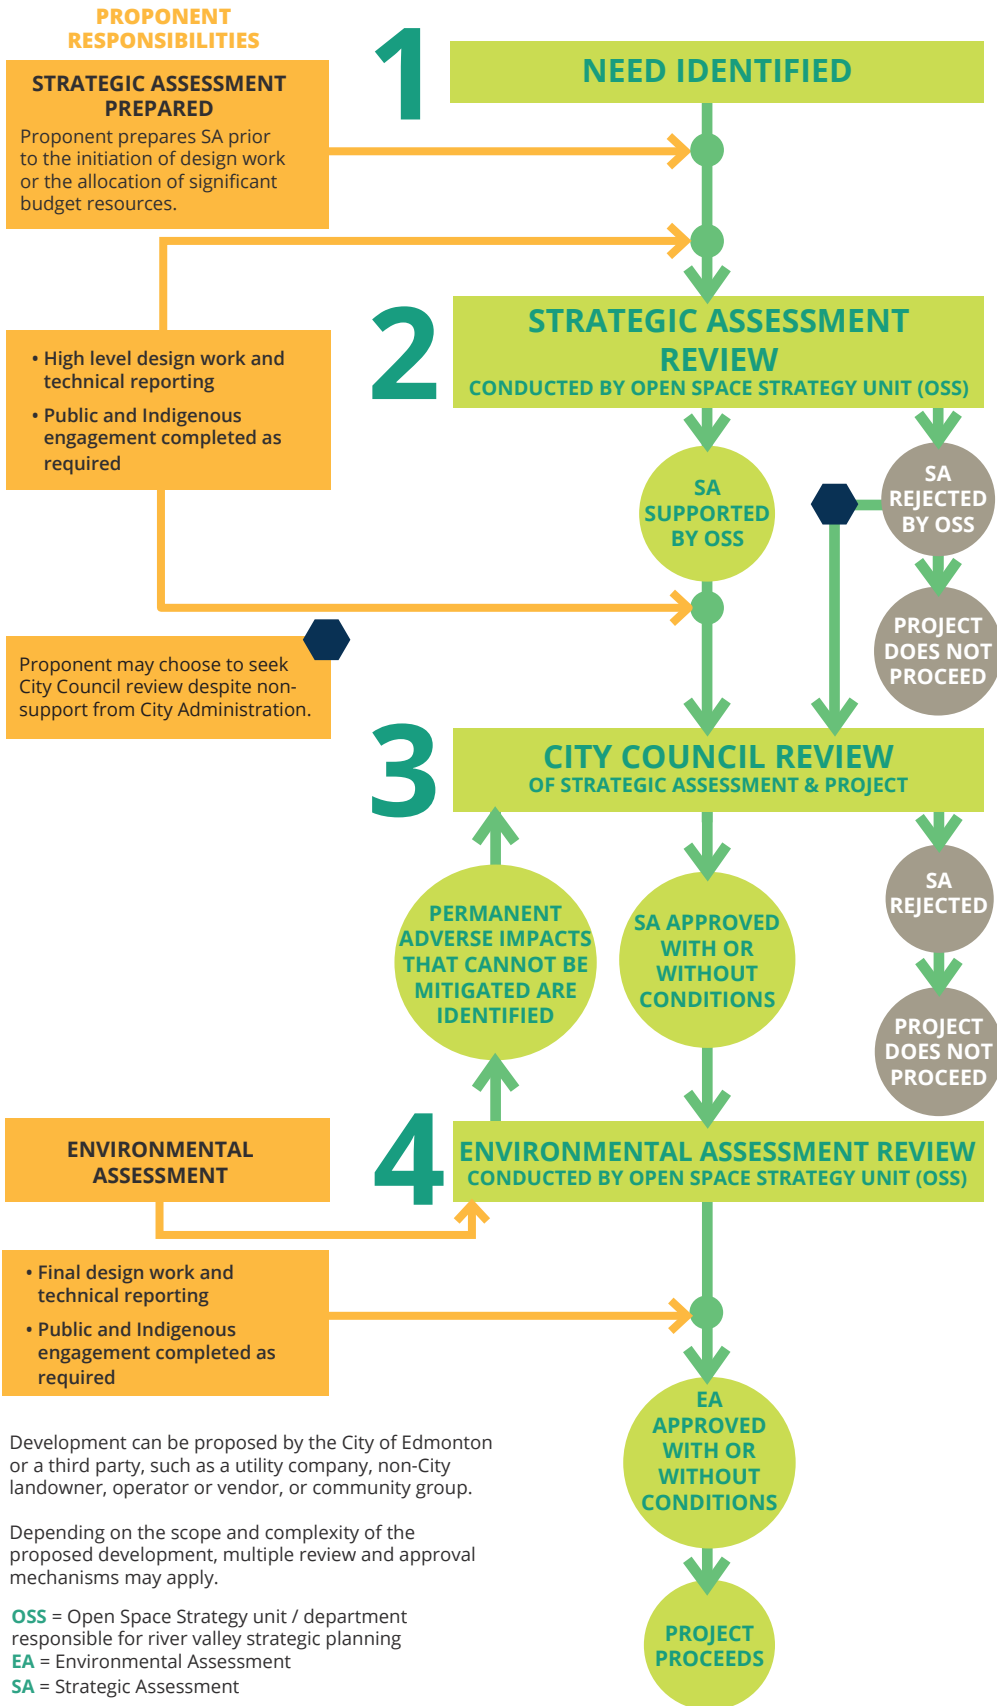 PROPONENT
RESPONSIBILITIES
STRATEGIC ASSESSMENT
PREPARED
Proponent prepares SA prior
to the initiation of design work
or the allocation of significant
budget resources.
1
NEED IDENTIFIED
• High level design work and
technical reporting
• Public and Indigenous
engagement completed as
required
2
STRATEGIC ASSESSMENT
REVIEW
CONDUCTED BY OPEN SPACE STRATEGY UNIT (OSS)
SA
SUPPORTED
BY OSS
SA
REJECTED
BY OSS
PROJECT
DOES NOT
PROCEED
Proponent may choose to seek
City Council review despite non-
support from City Administration.
3
CITY COUNCIL REVIEW
OF STRATEGIC ASSESSMENT & PROJECT
PERMANENT
ADVERSE IMPACTS
THAT CANNOT BE
MITIGATED ARE
IDENTIFIED
SA APPROVED
WITH OR
WITHOUT
CONDITIONS
SA
REJECTED
PROJECT
DOES NOT
PROCEED
ENVIRONMENTAL
ASSESSMENT
4
ENVIRONMENTAL ASSESSMENT REVIEW
CONDUCTED BY OPEN SPACE STRATEGY UNIT (OSS)
• Final design work and
technical reporting
• Public and Indigenous
engagement completed as
required
EA
APPROVED
WITH OR
WITHOUT
CONDITIONS
PROJECT
PROCEEDS
Development can be proposed by the City of Edmonton
or a third party, such as a utility company, non-City
landowner, operator or vendor, or community group.
Depending on the scope and complexity of the
proposed development, multiple review and approval
mechanisms may apply.
OSS = Open Space Strategy unit / department
responsible for river valley strategic planning
EA = Environmental Assessment
SA = Strategic Assessment